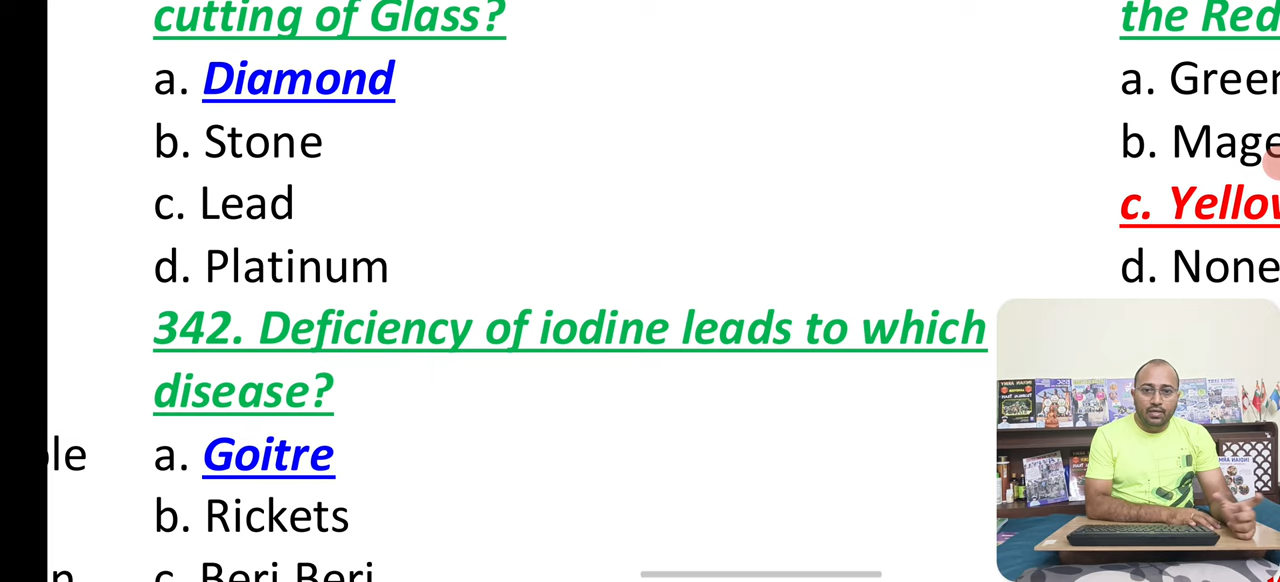 cutting of Glass?
a. Diamond
b. Stone
c. Lead
d. Platinum
342. Deficiency of iodine leads to which
disease?
a. Goitre
b. Rickets
c. Beri Beri
the Red
a. Green
b. Mage
c. Yellow
d. None
le
n